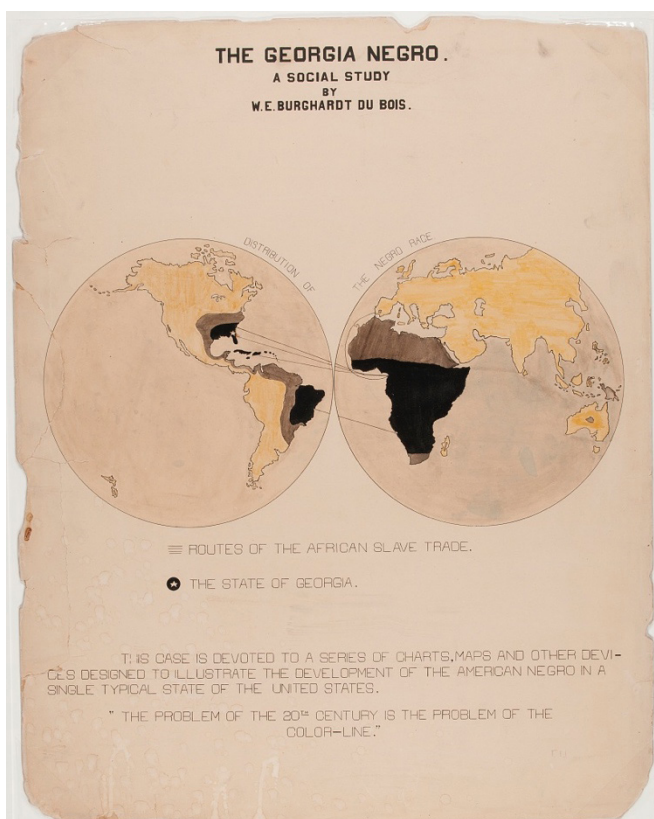 THE GEORGIA NEGRO.
A SOCIAL STUDY
BY
W.E.BURGHARDT DU BOIS.
DISTRIBUTION OF
THE NEGRO RACE
ROUTES OF THE AFRICAN SLAVE TRADE.
THE STATE OF GEORGIA.
THIS CASE IS DEVOTED TO A SERIES OF CHARTS,MAPS AND OTHER DEVI-
CES DESIGNED TO ILLUSTRATE THE DEVELOPMENT OF THE AMERICAN NEGRO IN A
SINGLE TYPICAL STATE OF THE UNITED STATES.
"THE PROBLEM OF THE 20th CENTURY IS THE PROBLEM OF THE
COLOR-LINE."